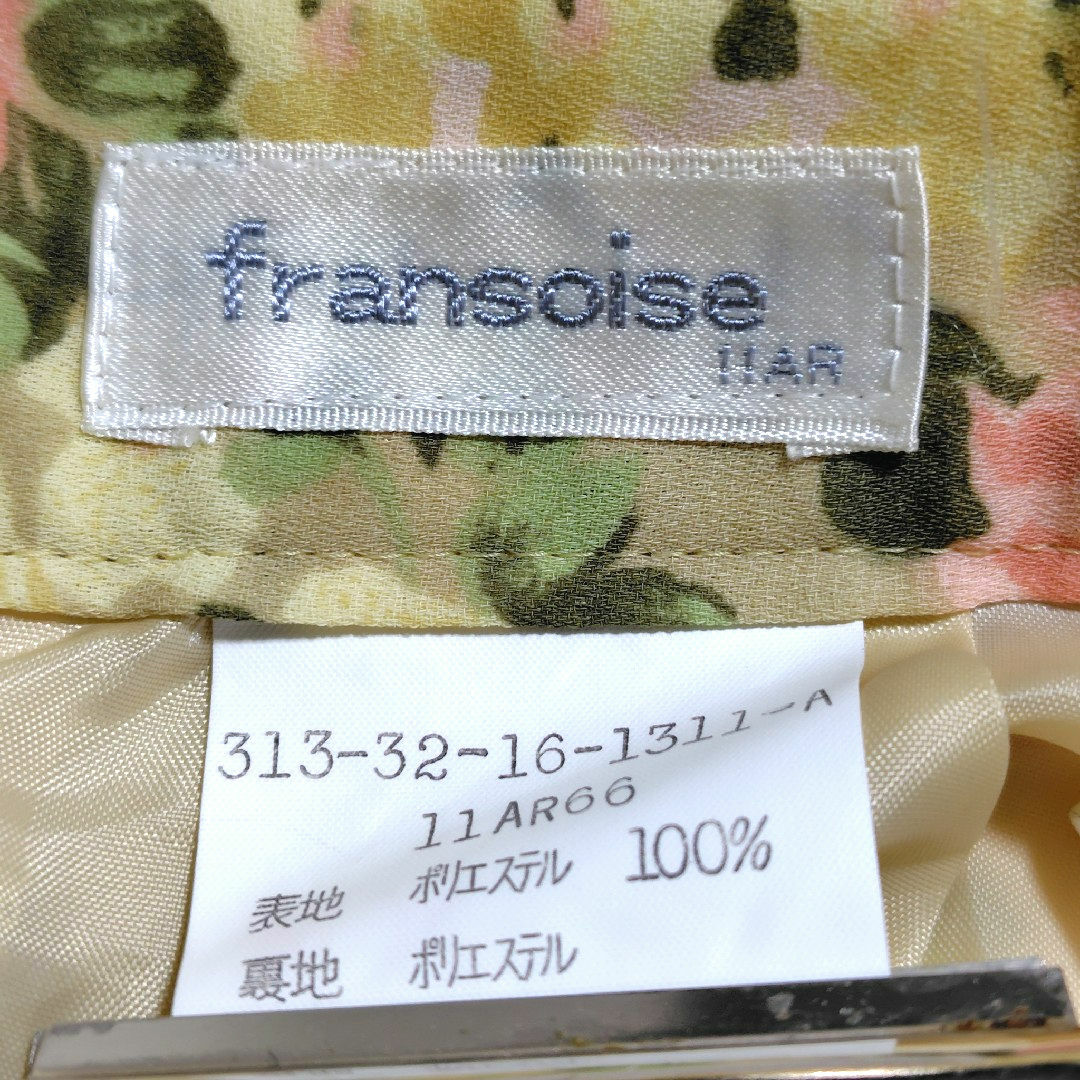 fransoise
11AR
313-32-16-1311-A
11AR66
表地 ポリエステル 100%
裏地 ポリエステル